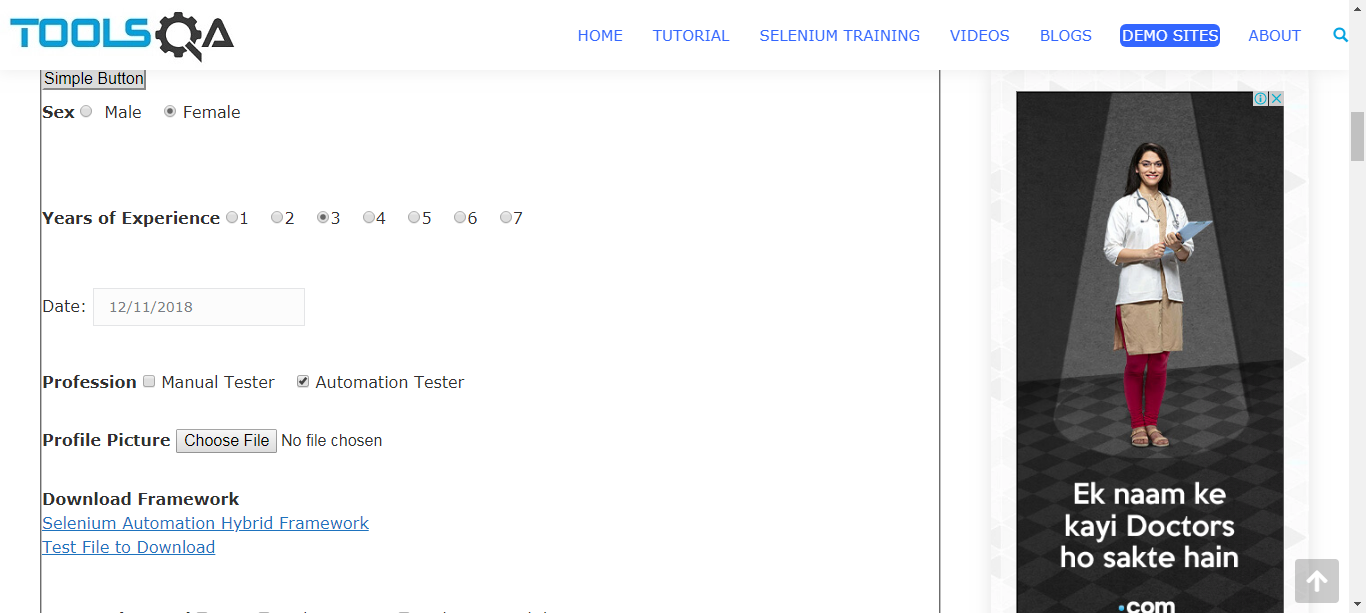 TOOLSQA
HOME TUTORIAL SELENIUM TRAINING VIDEOS BLOGS DEMO SITES ABOUT
Simple Button
Sex Male Female
Years of Experience 1 2 3 4 5 6 7
Date: 12/11/2018
Profession Manual Tester Automation Tester
Profile Picture Choose File No file chosen
Download Framework
Selenium Automation Hybrid Framework
Test File to Download
Ek naam ke
kayi Doctors
ho sakte hain
.com